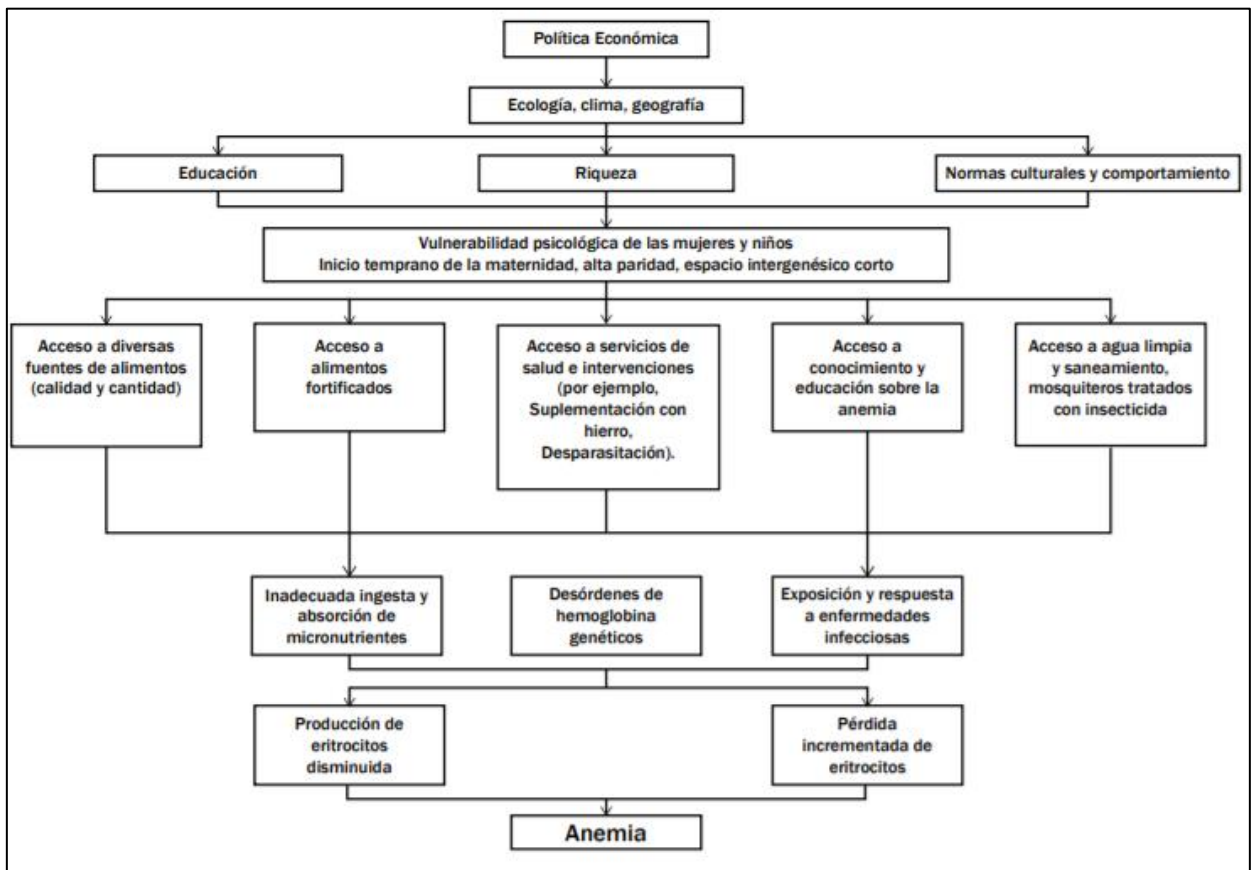 Política Económica
Ecología, clima, geografía
Educación
Riqueza
Normas culturales y comportamiento
Vulnerabilidad psicológica de las mujeres y niños
Inicio temprano de la maternidad, alta paridad, espacio intergenésico corto
Acceso a diversas
fuentes de alimentos
(calidad y cantidad)
Acceso a
alimentos
fortificados
Acceso a servicios de
salud e intervenciones
(por ejemplo,
Suplementación con
hierro,
Desparasitación).
Acceso a
conocimiento y
educación sobre la
anemia
Acceso a agua limpia
y saneamiento,
mosquiteros tratados
con insecticida
Inadecuada ingesta y
absorción de
micronutrientes
Desórdenes de
hemoglobina
genéticos
Exposición y respuesta
a enfermedades
infecciosas
Producción de
eritrocitos
disminuida
Pérdida
incrementada de
eritrocitos
Anemia